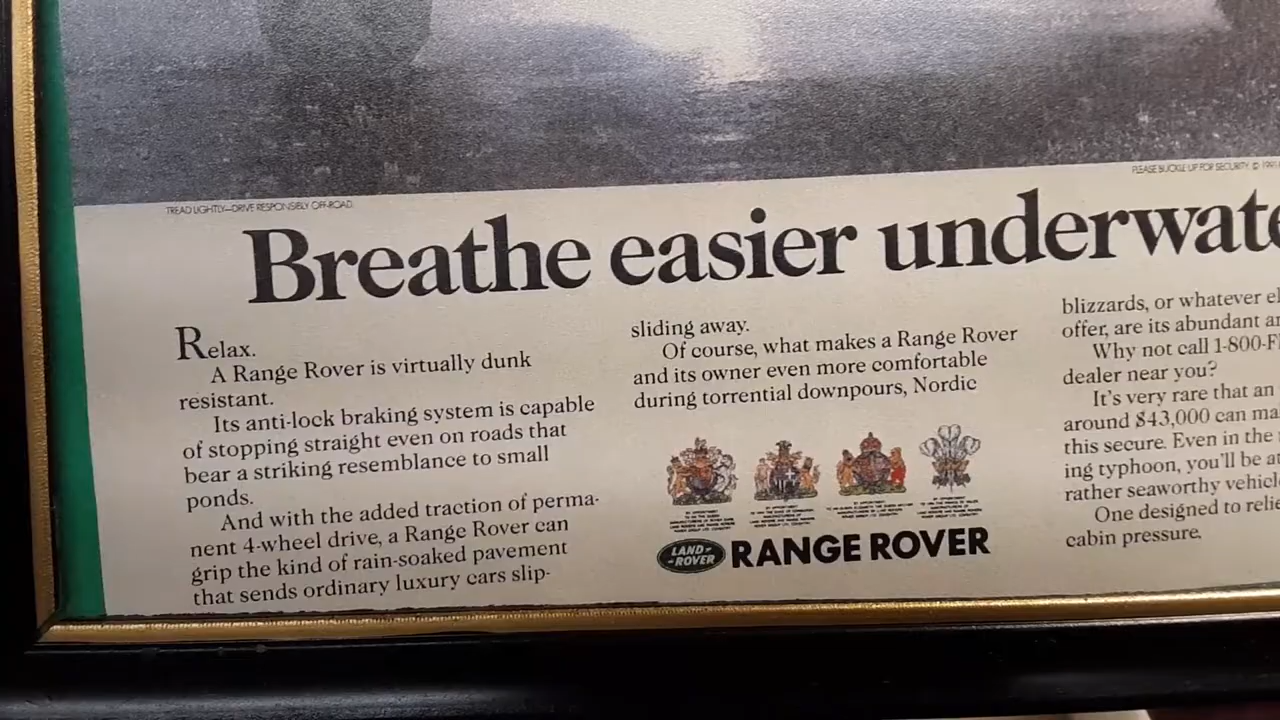 TREAD LIGHTLY—DRIVE RESPONSIBLY OFF-ROAD.
PLEASE BUCKLE UP FOR SECURITY. © 1991
Breathe easier underwate
Relax.
A Range Rover is virtually dunk
resistant.
Its anti-lock braking system is capable
of stopping straight even on roads that
bear a striking resemblance to small
ponds.
And with the added traction of perma-
nent 4-wheel drive, a Range Rover can
grip the kind of rain-soaked pavement
that sends ordinary luxury cars slip-
sliding away.
Of course, what makes a Range Rover
and its owner even more comfortable
during torrential downpours, Nordic
LAND-
-ROVER
RANGE ROVER
blizzards, or whatever el
offer, are its abundant a
Why not call 1-800-F
dealer near you?
It's very rare that an
around $43,000 can ma
this secure. Even in the
ing typhoon, you'll be a
rather seaworthy vehicl
One designed to relie
cabin pressure.